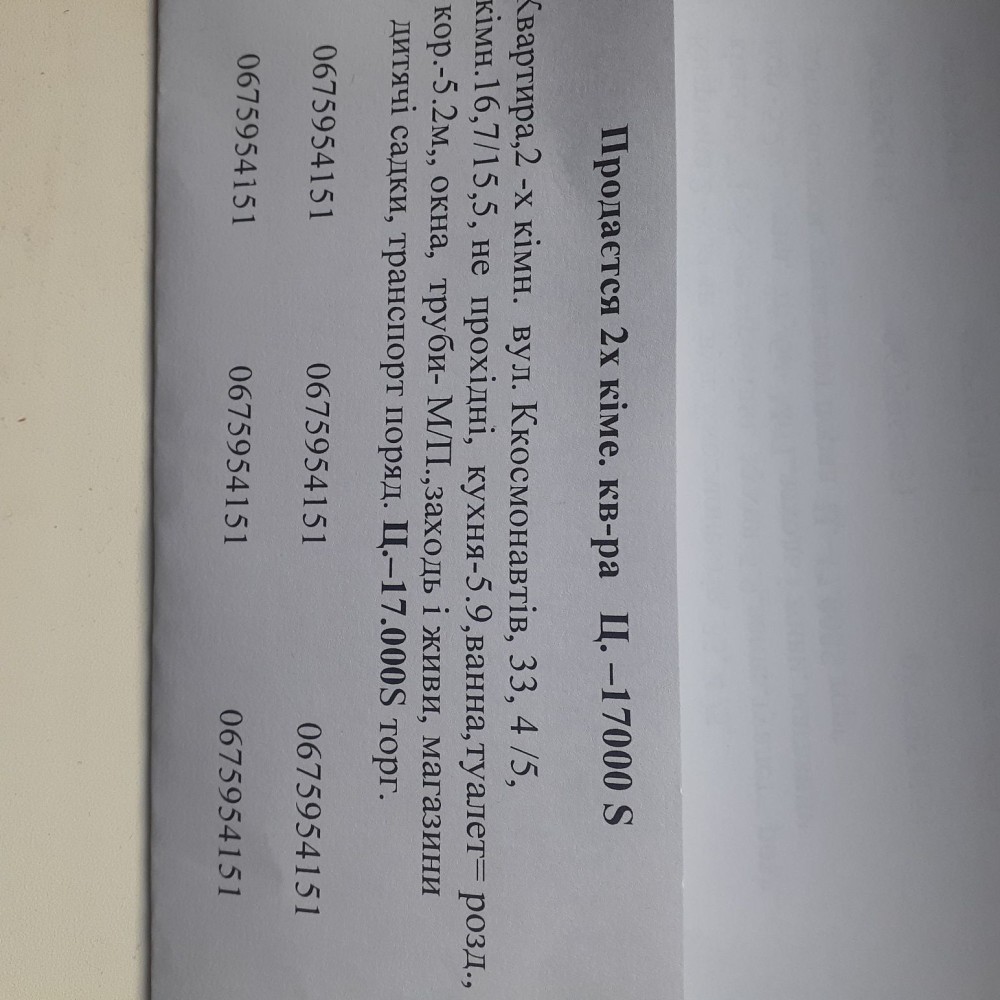 Продаєтся 2х кіме. кв-ра Ц. –17000 S
Квартира,2 -х кімн. вул. Ккосмонавтів, 33, 4 /5,
кімн.16,7/15,5, не прохідні, кухня-5.9,ванна,туалет= розд.,
кор.-5.2м,, окна, труби- М/П.,заходь і живи, магазини
дитячі садки, транспорт поряд. Ц.–17.000S торг.
0675954151 0675954151 0675954151
0675954151 0675954151 0675954151